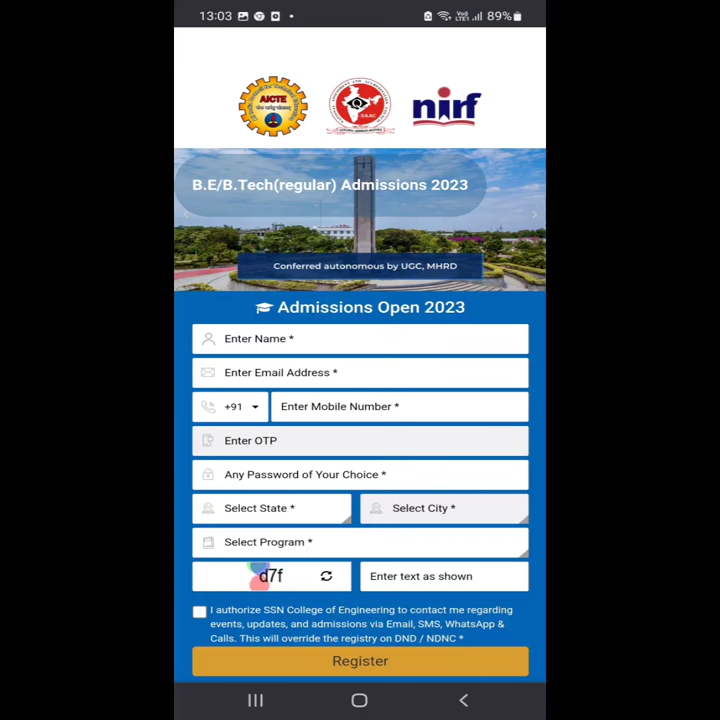 13:03
89%
AICTE
NAAC
nirf
B.E/B.Tech(regular) Admissions 2023
Conferred autonomous by UGC, MHRD
Admissions Open 2023
Enter Name *
Enter Email Address *
+91 Enter Mobile Number *
Enter OTP
Any Password of Your Choice *
Select State * Select City *
Select Program *
d7f Enter text as shown
I authorize SSN College of Engineering to contact me regarding
events, updates, and admissions via Email, SMS, WhatsApp &
Calls. This will override the registry on DND / NDNC *
Register